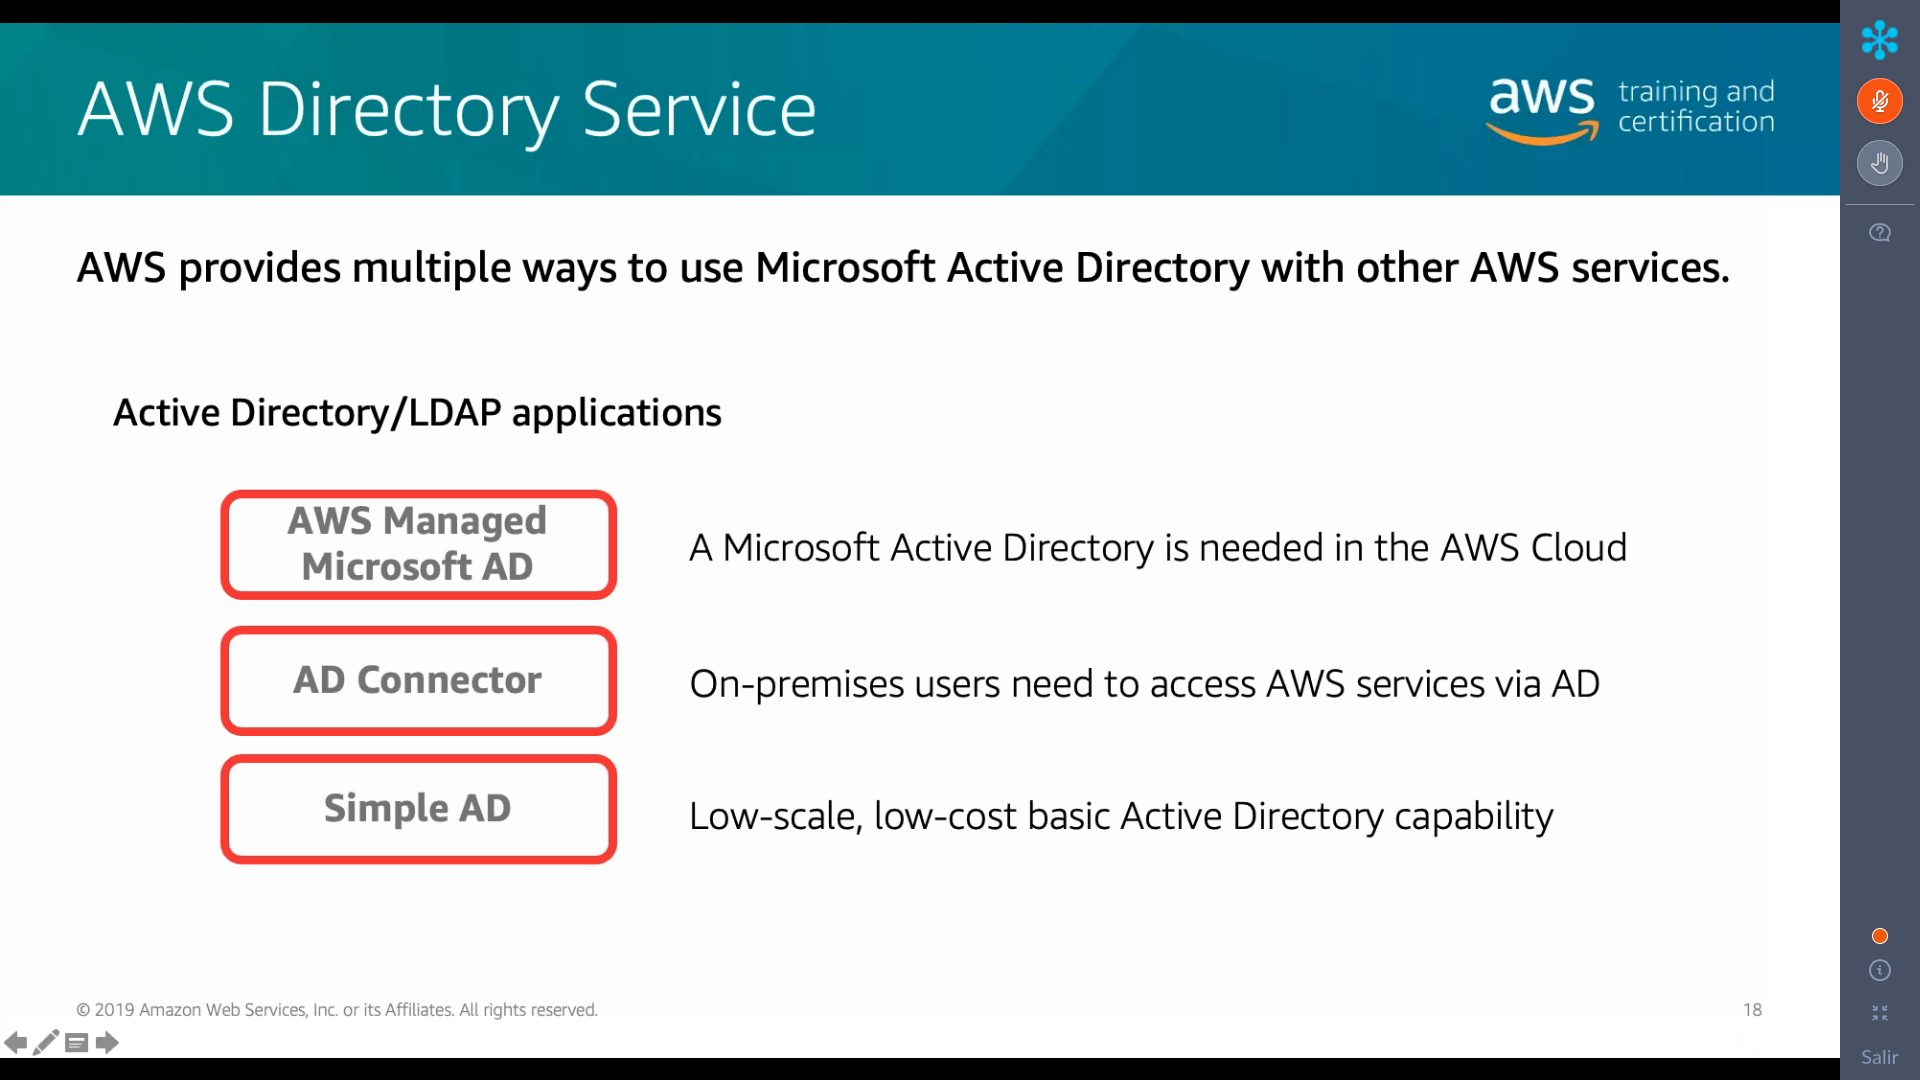 AWS Directory Service
aws training and
certification
AWS provides multiple ways to use Microsoft Active Directory with other AWS services.
Active Directory/LDAP applications
AWS Managed
Microsoft AD
A Microsoft Active Directory is needed in the AWS Cloud
AD Connector
On-premises users need to access AWS services via AD
Simple AD
Low-scale, low-cost basic Active Directory capability
© 2019 Amazon Web Services, Inc. or its Affiliates. All rights reserved.
18
Salir